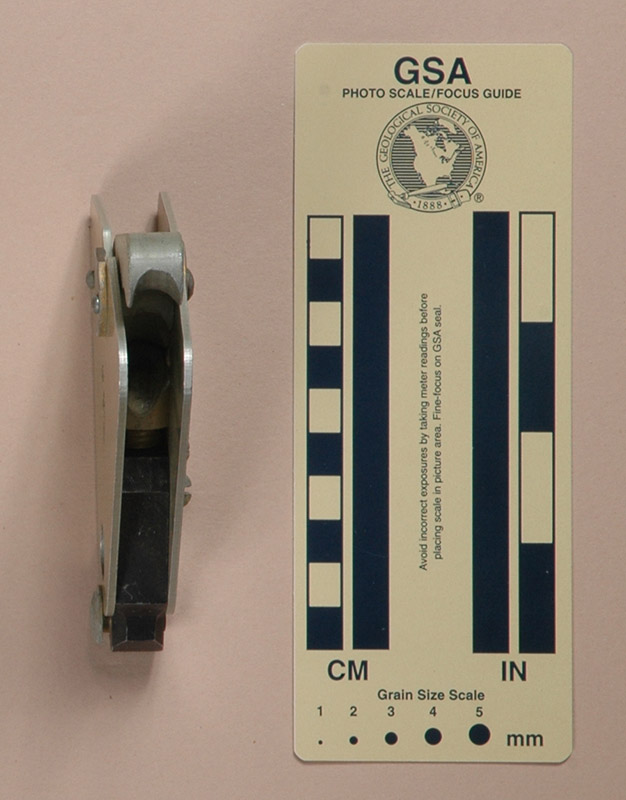 GSA
PHOTO SCALE/FOCUS GUIDE
THE GEOLOGICAL SOCIETY OF AMERICA
· 1888 ·
®
Avoid incorrect exposures by taking meter readings before
placing scale in picture area. Fine-focus on GSA seal.
CM
IN
Grain Size Scale
1 2 3 4 5
mm